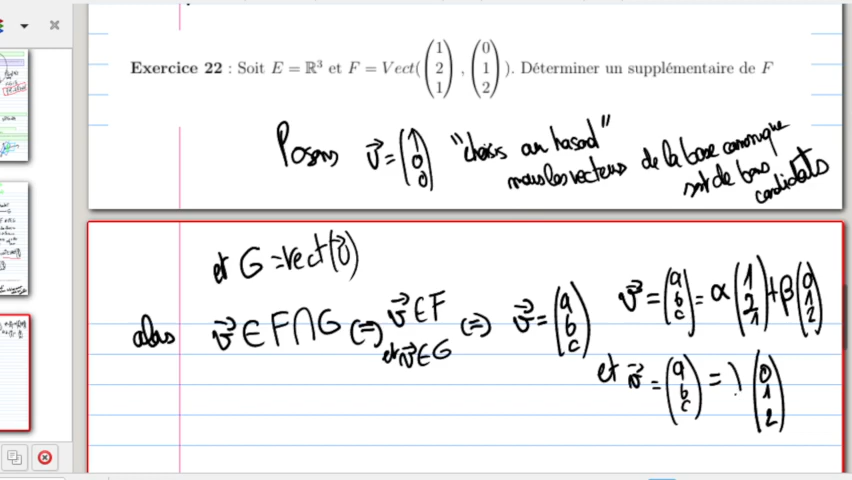 Exercice 22 : Soit E = ℝ³ et F = Vect((1 2 1), (0 1 2)). Déterminer un supplémentaire de F
Posons v⃗ = (1 0 0) "choisis au hasard"
mais les vecteurs de la base canonique
sont de bons
candidats
et G = Vect(v⃗)
alors v⃗ ∈ F∩G ⇔ v⃗ ∈ F et v⃗ ∈ G ⇔ v⃗ = (a b c) v⃗ = (a b c) = α(1 2 1) + β(0 1 2)
et v⃗ = (a b c) = λ(0 1 2)